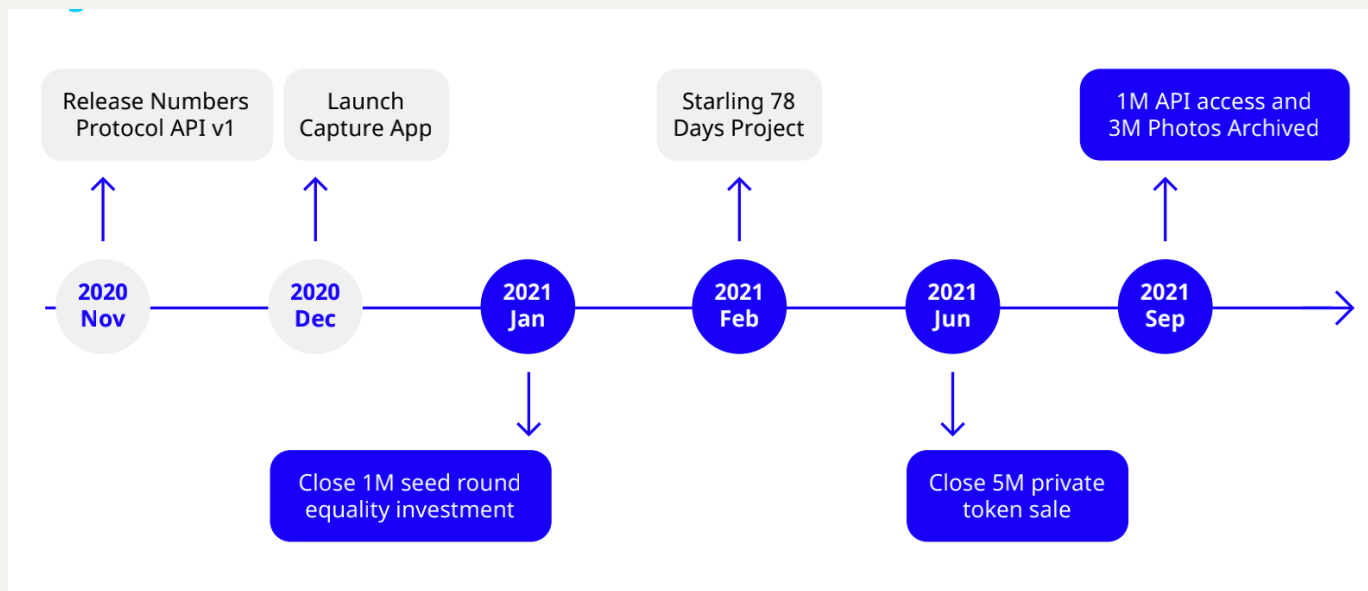 Release Numbers
Protocol API v1
Launch
Capture App
Starling 78
Days Project
1M API access and
3M Photos Archived
2020
Nov
2020
Dec
2021
Jan
2021
Feb
2021
Jun
2021
Sep
Close 1M seed round
equality investment
Close 5M private
token sale